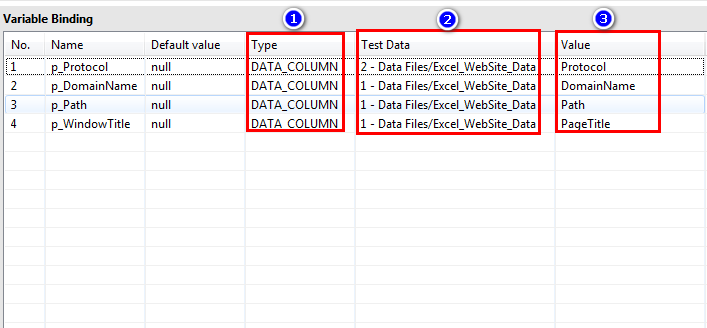 Variable Binding
1 2 3
No. Name Default value Type Test Data Value
1 p_Protocol null DATA_COLUMN 2 - Data Files/Excel_WebSite_Data Protocol
2 p_DomainName null DATA_COLUMN 1 - Data Files/Excel_WebSite_Data DomainName
3 p_Path null DATA_COLUMN 1 - Data Files/Excel_WebSite_Data Path
4 p_WindowTitle null DATA_COLUMN 1 - Data Files/Excel_WebSite_Data PageTitle